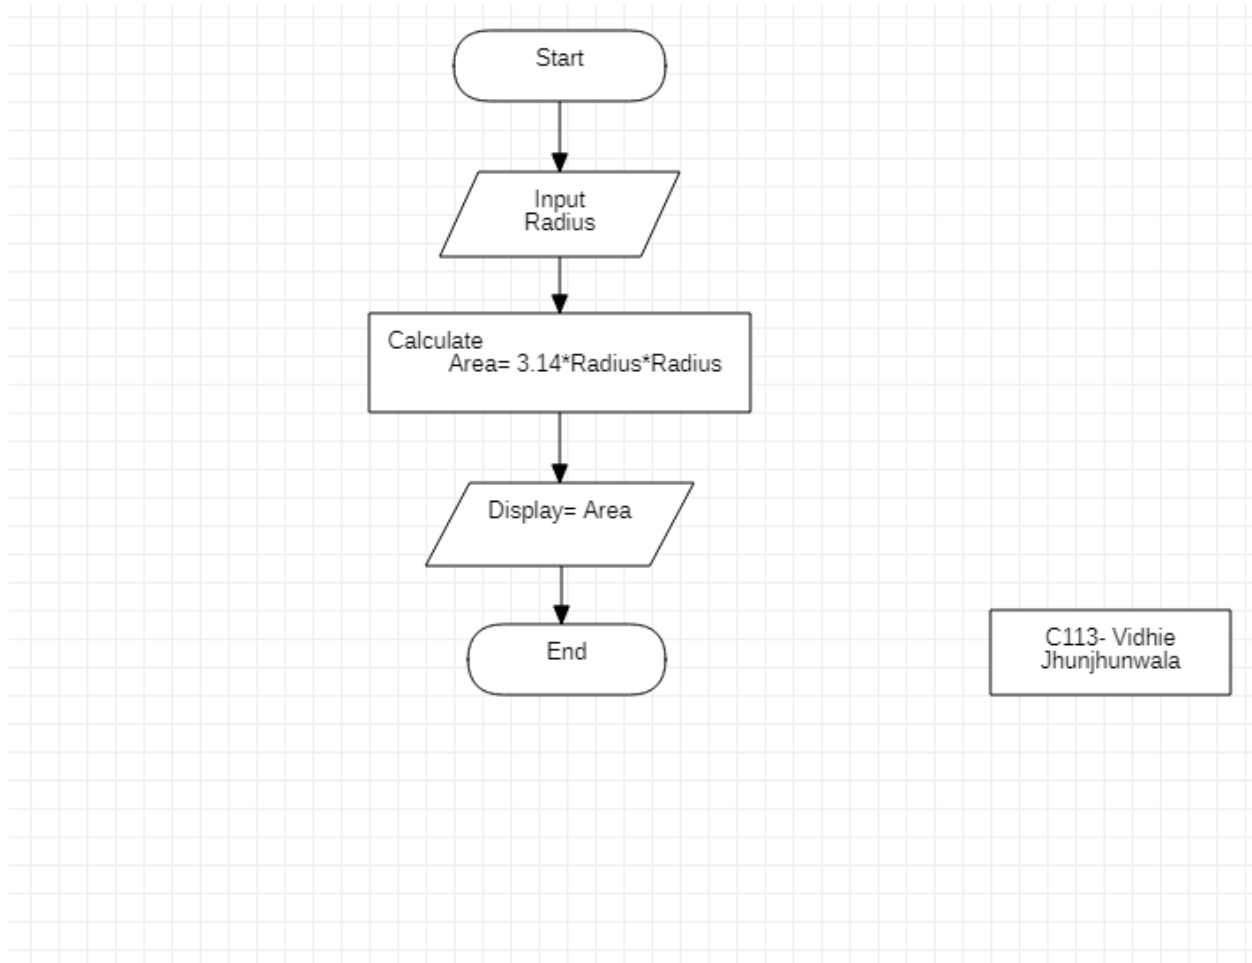 Start
Input
Radius
Calculate
Area= 3.14*Radius*Radius
Display= Area
End
C113- Vidhie
Jhunjhunwala